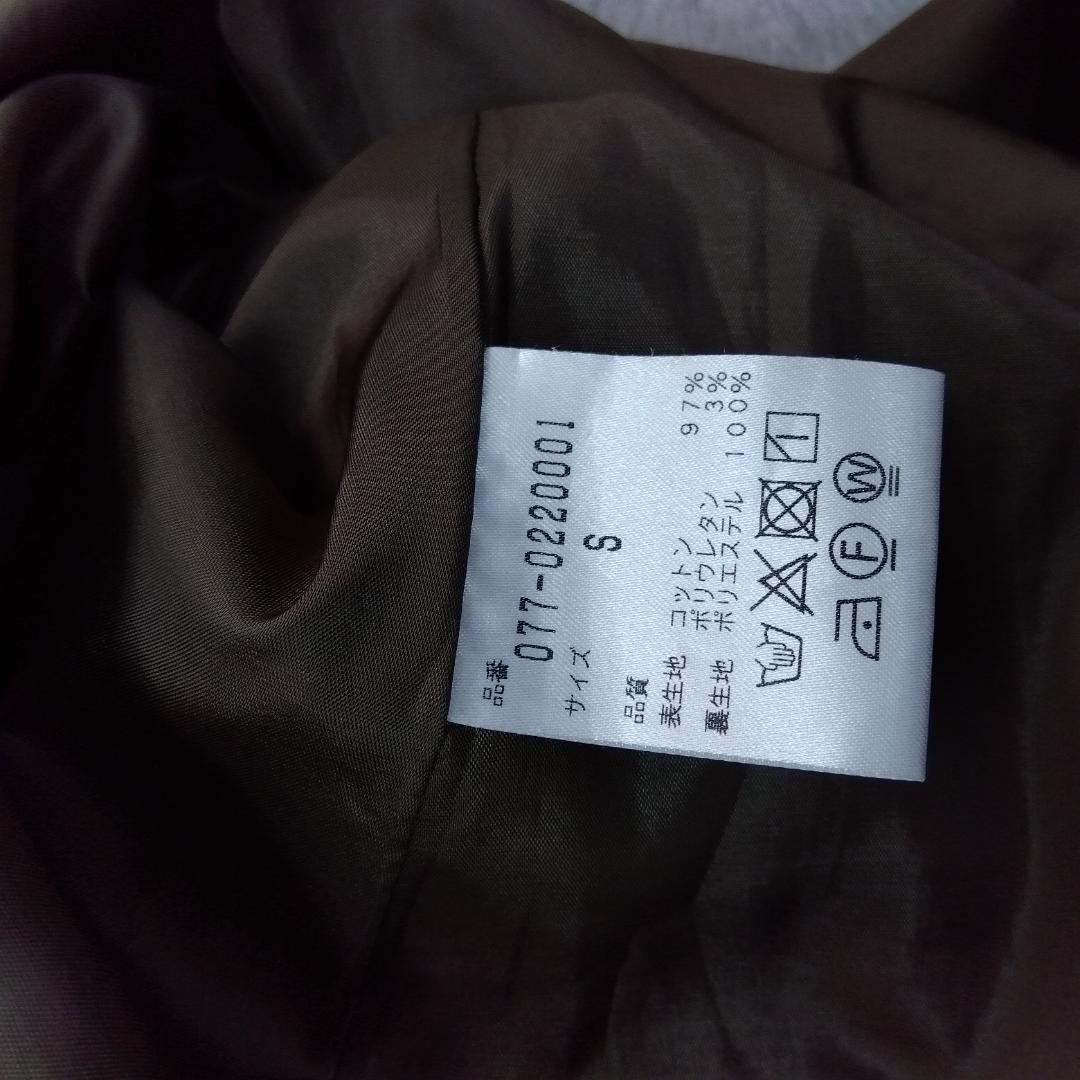 品番
077-0220001
サイズ S
品質
表生地 コットン 97%
ポリウレタン 3%
裏生地 ポリエステル 100%
W
F